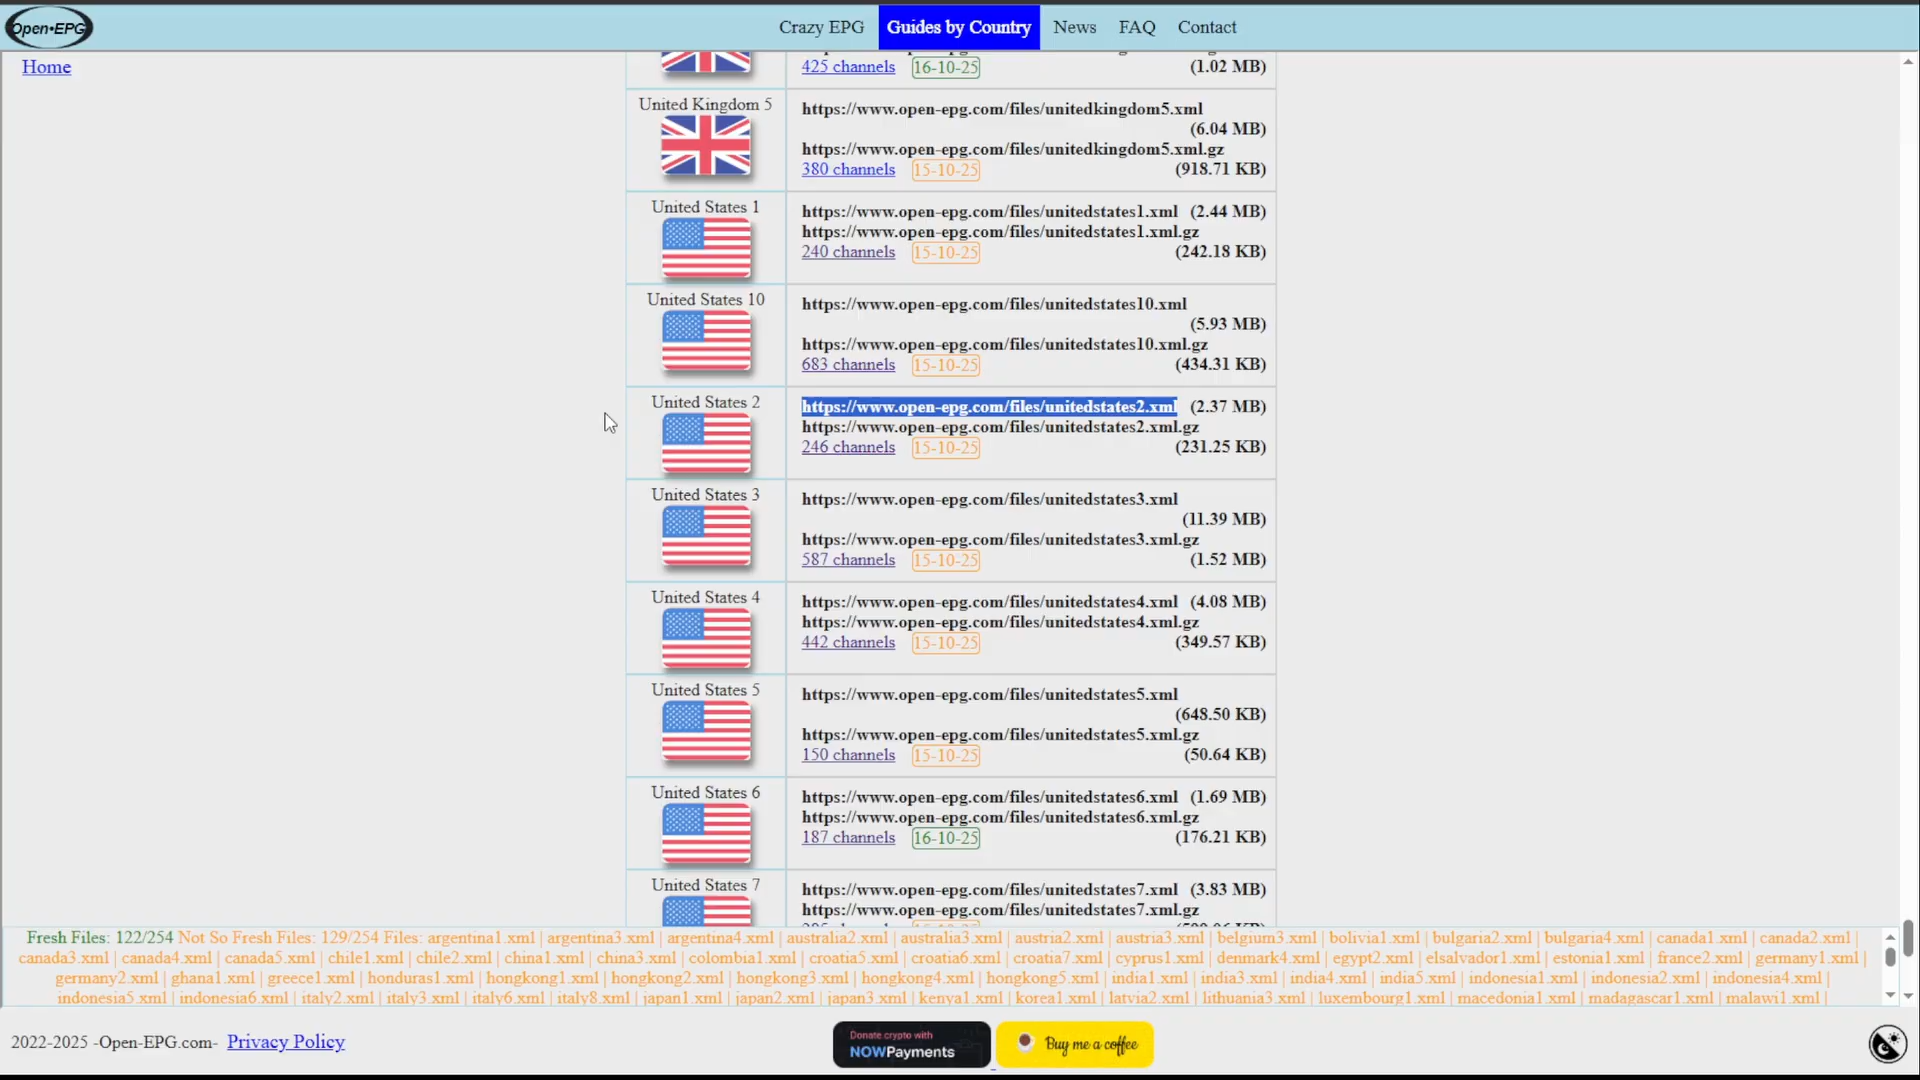 Open•EPG
Crazy EPG
Guides by Country
News
FAQ
Contact
Home
425 channels 16-10-25 (1.02 MB)
United Kingdom 5
https://www.open-epg.com/files/unitedkingdom5.xml
(6.04 MB)
https://www.open-epg.com/files/unitedkingdom5.xml.gz
380 channels 15-10-25 (918.71 KB)
United States 1
https://www.open-epg.com/files/unitedstates1.xml (2.44 MB)
https://www.open-epg.com/files/unitedstates1.xml.gz
240 channels 15-10-25 (242.18 KB)
United States 10
https://www.open-epg.com/files/unitedstates10.xml
(5.93 MB)
https://www.open-epg.com/files/unitedstates10.xml.gz
683 channels 15-10-25 (434.31 KB)
United States 2
https://www.open-epg.com/files/unitedstates2.xml (2.37 MB)
https://www.open-epg.com/files/unitedstates2.xml.gz
246 channels 15-10-25 (231.25 KB)
United States 3
https://www.open-epg.com/files/unitedstates3.xml
(11.39 MB)
https://www.open-epg.com/files/unitedstates3.xml.gz
587 channels 15-10-25 (1.52 MB)
United States 4
https://www.open-epg.com/files/unitedstates4.xml (4.08 MB)
https://www.open-epg.com/files/unitedstates4.xml.gz
442 channels 15-10-25 (349.57 KB)
United States 5
https://www.open-epg.com/files/unitedstates5.xml
(648.50 KB)
https://www.open-epg.com/files/unitedstates5.xml.gz
150 channels 15-10-25 (50.64 KB)
United States 6
https://www.open-epg.com/files/unitedstates6.xml (1.69 MB)
https://www.open-epg.com/files/unitedstates6.xml.gz
187 channels 16-10-25 (176.21 KB)
United States 7
https://www.open-epg.com/files/unitedstates7.xml (3.83 MB)
https://www.open-epg.com/files/unitedstates7.xml.gz
Fresh Files: 122/254 Not So Fresh Files: 129/254 Files: argentina1.xml | argentina3.xml | argentina4.xml | australia2.xml | australia3.xml | austria2.xml | austria3.xml | belgium3.xml | bolivia1.xml | bulgaria2.xml | bulgaria4.xml | canada1.xml | canada2.xml |
canada3.xml | canada4.xml | canada5.xml | chile1.xml | chile2.xml | china1.xml | china3.xml | colombia1.xml | croatia5.xml | croatia6.xml | croatia7.xml | cyprus1.xml | denmark4.xml | egypt2.xml | elsalvador1.xml | estonia1.xml | france2.xml | germany1.xml |
germany2.xml | ghana1.xml | greece1.xml | honduras1.xml | hongkong1.xml | hongkong2.xml | hongkong3.xml | hongkong4.xml | hongkong5.xml | india1.xml | india3.xml | india4.xml | india5.xml | indonesia1.xml | indonesia2.xml | indonesia4.xml |
indonesia5.xml | indonesia6.xml | italy2.xml | italy3.xml | italy6.xml | italy8.xml | japan1.xml | japan2.xml | japan3.xml | kenya1.xml | korea1.xml | latvia2.xml | lithuania3.xml | luxembourg1.xml | macedonia1.xml | madagascar1.xml | malawi1.xml |
2022-2025 -Open-EPG.com- Privacy Policy
Donate crypto with
NOWPayments
Buy me a coffee